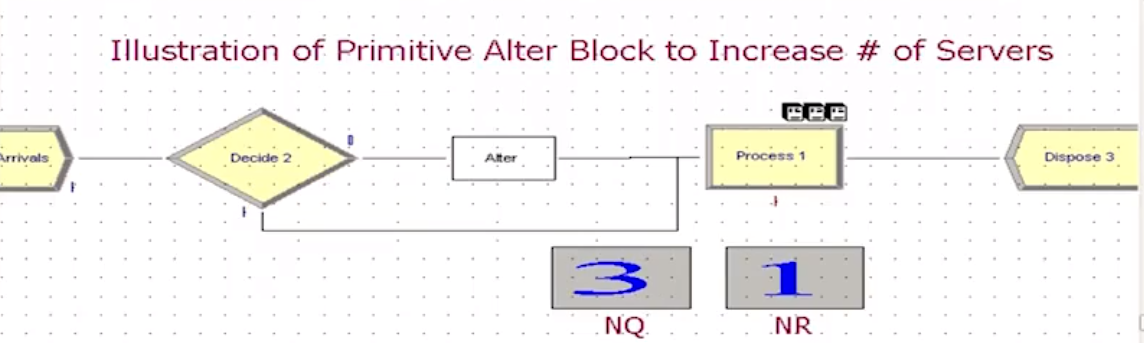 Illustration of Primitive Alter Block to Increase # of Servers
Arrivals
Decide 2
0
Alter
Process 1
Dispose 3
3
1
NQ
NR